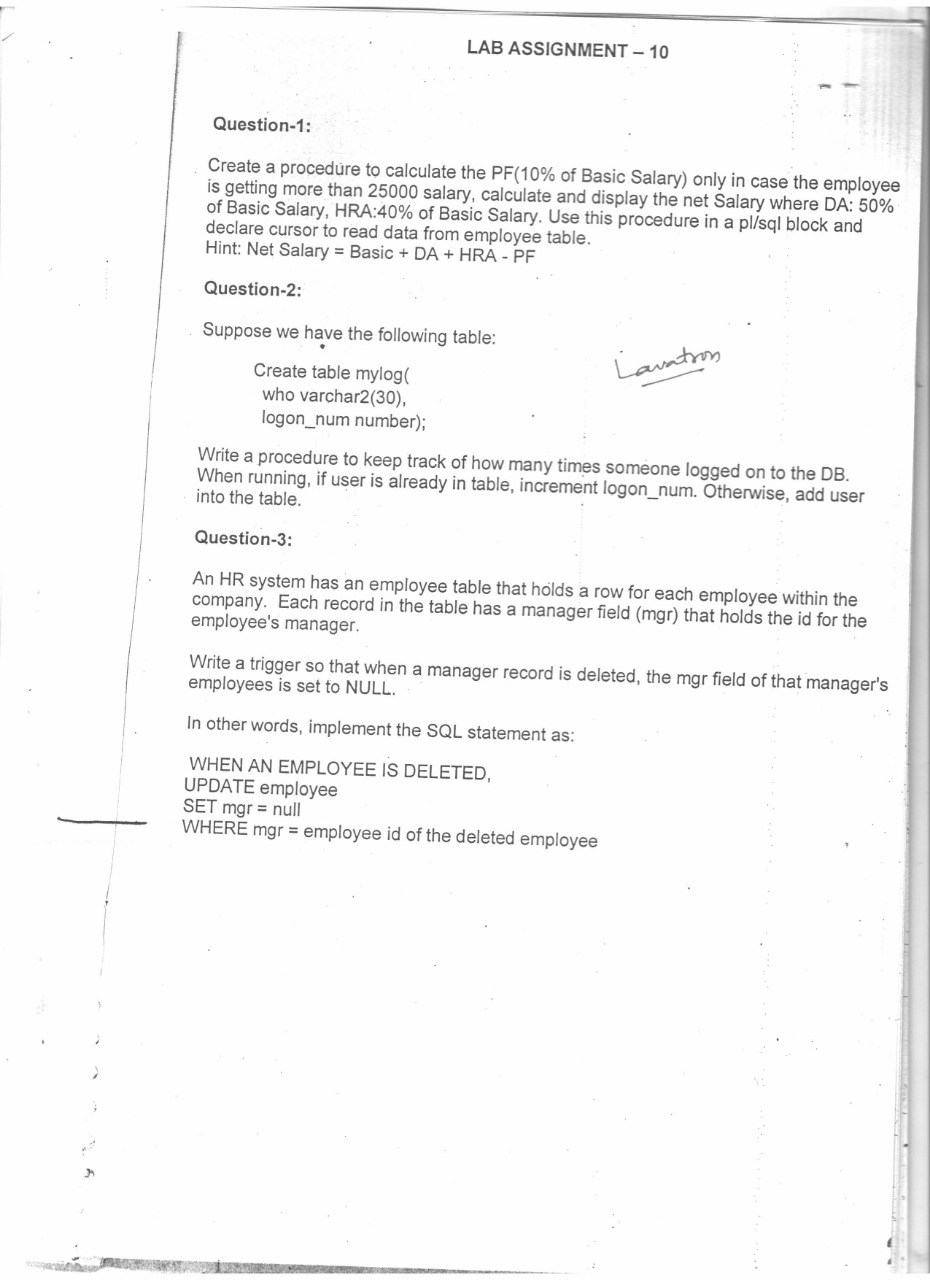 LAB ASSIGNMENT – 10
Question-1:
Create a procedure to calculate the PF(10% of Basic Salary) only in case the employee
is getting more than 25000 salary, calculate and display the net Salary where DA: 50%
of Basic Salary, HRA:40% of Basic Salary. Use this procedure in a pl/sql block and
declare cursor to read data from employee table.
Hint: Net Salary = Basic + DA + HRA - PF
Question-2:
Suppose we have the following table:
Create table mylog(
who varchar2(30),
logon_num number);
Write a procedure to keep track of how many times someone logged on to the DB.
When running, if user is already in table, increment logon_num. Otherwise, add user
into the table.
Question-3:
An HR system has an employee table that holds a row for each employee within the
company. Each record in the table has a manager field (mgr) that holds the id for the
employee's manager.
Write a trigger so that when a manager record is deleted, the mgr field of that manager's
employees is set to NULL.
In other words, implement the SQL statement as:
WHEN AN EMPLOYEE IS DELETED,
UPDATE employee
SET mgr = null
WHERE mgr = employee id of the deleted employee